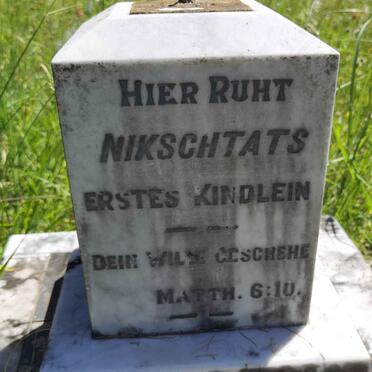 HIER RUHT
NIKSCHTATS
ERSTES KINDLEIN
DEIN WILLE GESCHEHE
MATTH. 6:10.